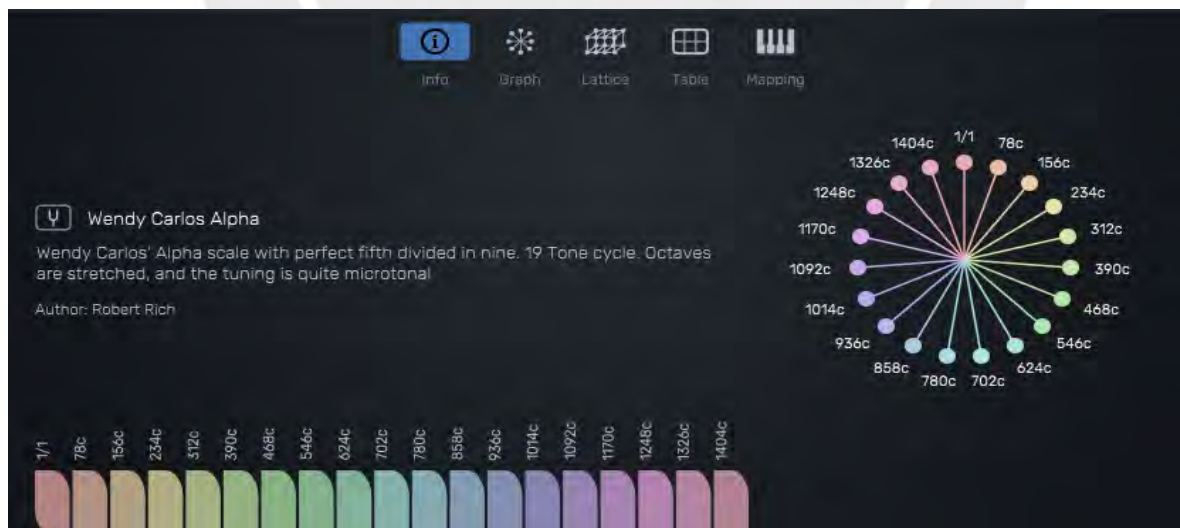 Info
Graph
Lattice
Table
Mapping
Wendy Carlos Alpha
Wendy Carlos' Alpha scale with perfect fifth divided in nine. 19 Tone cycle. Octaves
are stretched, and the tuning is quite microtonal
Author: Robert Rich
1/1
78c
156c
234c
312c
390c
468c
546c
624c
702c
780c
858c
936c
1014c
1092c
1170c
1248c
1326c
1404c
1/1
78c
156c
234c
312c
390c
468c
546c
624c
702c
780c
858c
936c
1014c
1092c
1170c
1248c
1326c
1404c